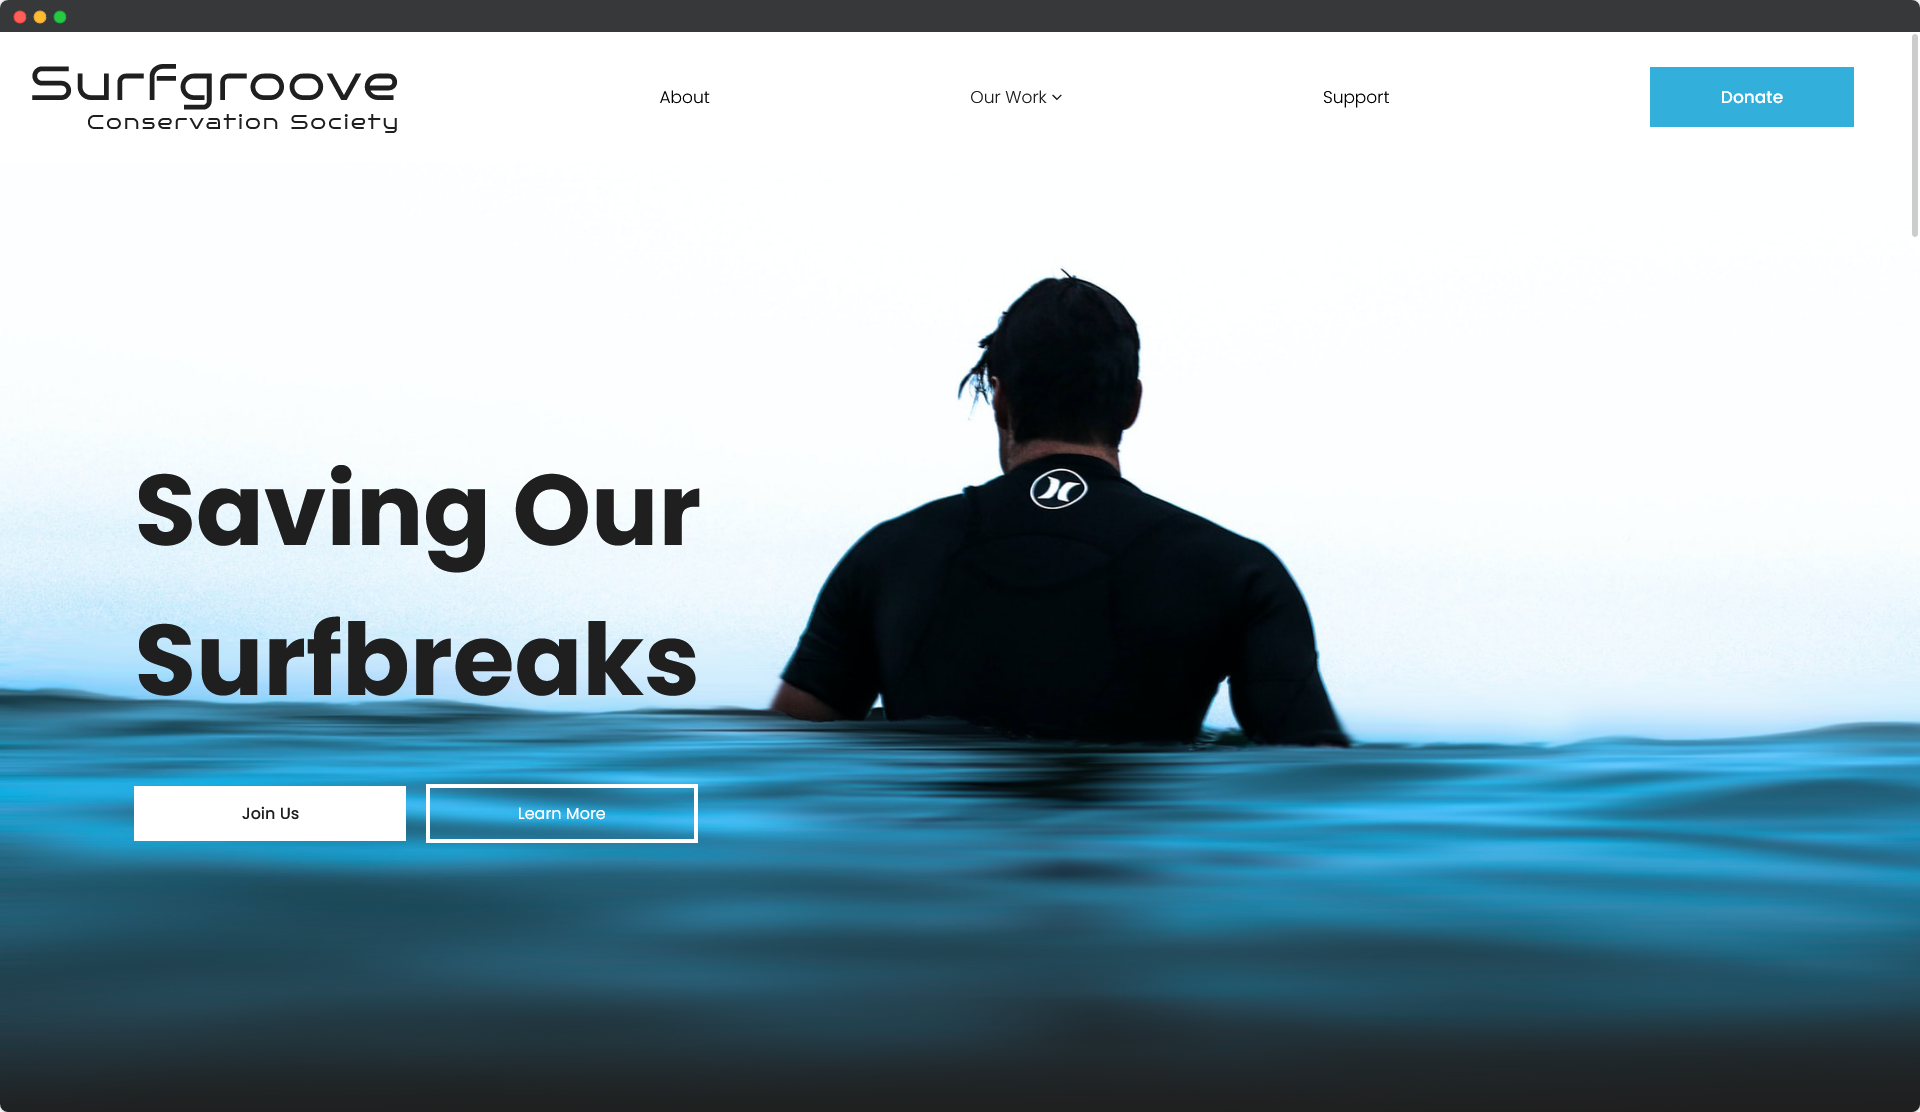 Surfgroove
Conservation Society
About
Our Work
Support
Donate
Saving Our
Surfbreaks
Join Us
Learn More